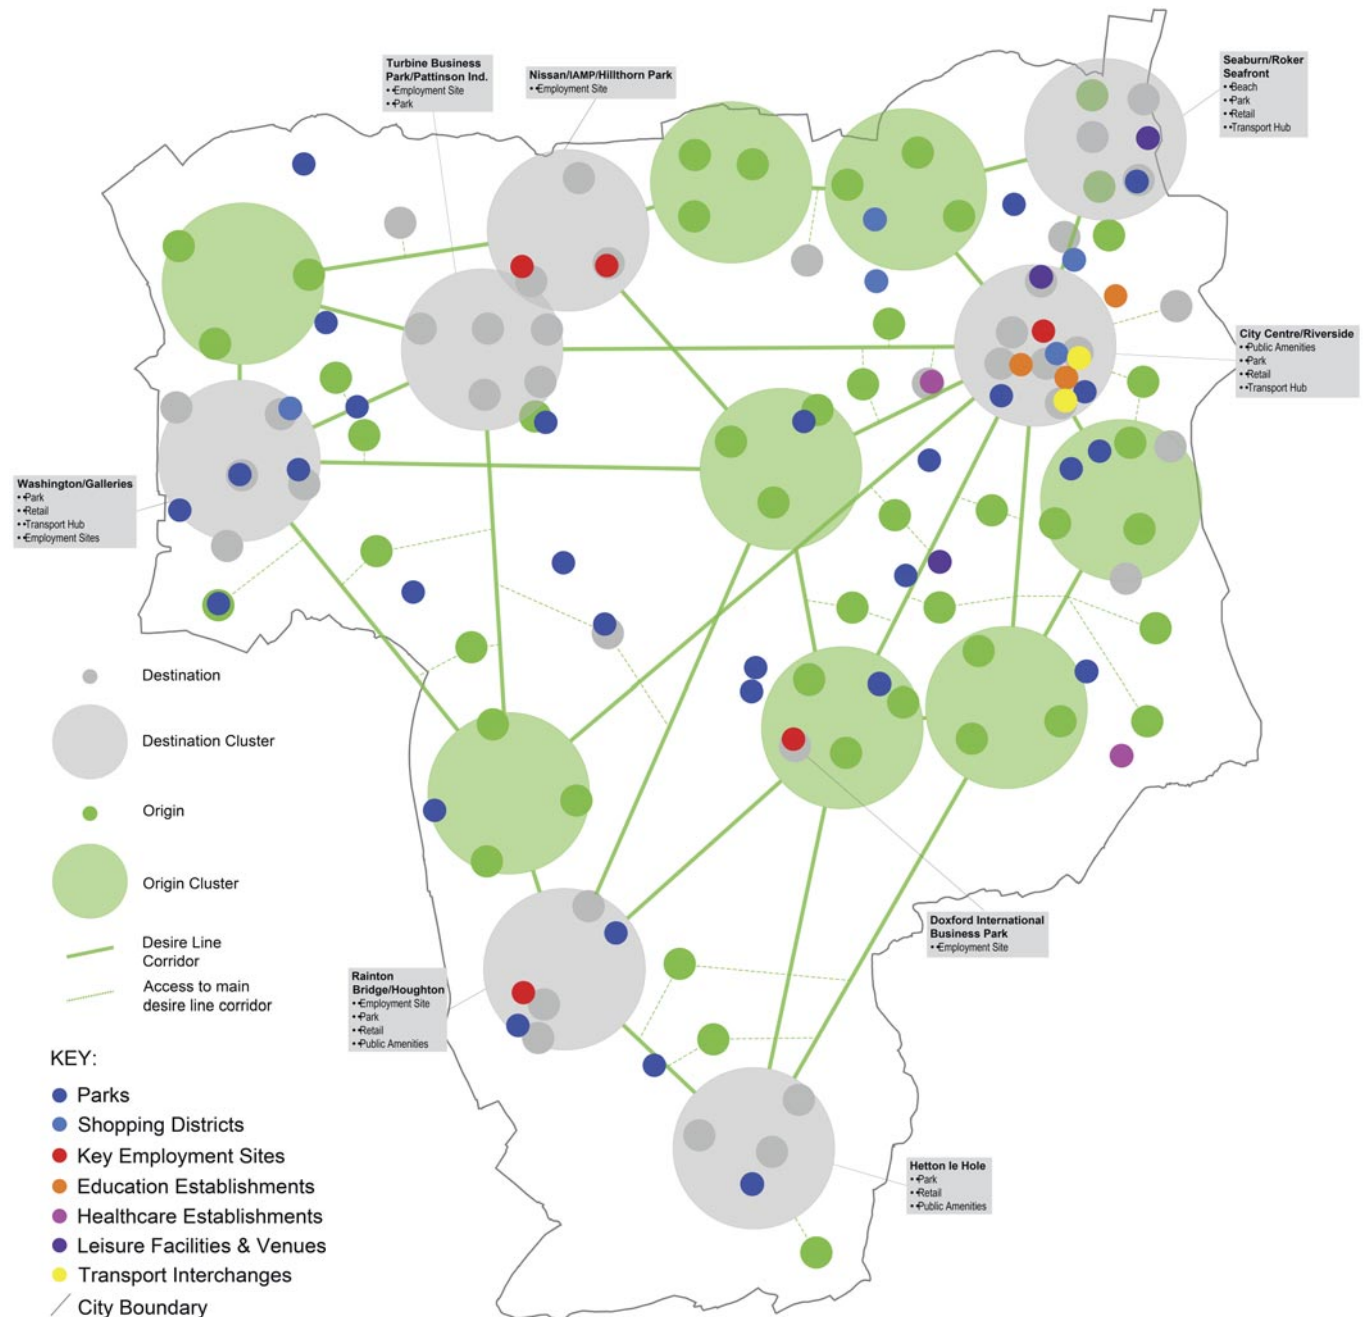 Turbine Business
Park/Pattinson Ind.
• Employment Site
• Park
Nissan/IAMP/Hillthorn Park
• Employment Site
Seaburn/Roker
Seafront
• Beach
• Park
• Retail
• Transport Hub
City Centre/Riverside
• Public Amenities
• Park
• Retail
• Transport Hub
Washington/Galleries
• Park
• Retail
• Transport Hub
• Employment Sites
Destination
Destination Cluster
Origin
Origin Cluster
Desire Line
Corridor
Access to main
desire line corridor
Doxford International
Business Park
• Employment Site
Rainton
Bridge/Houghton
• Employment Site
• Park
• Retail
• Public Amenities
Hetton le Hole
• Park
• Retail
• Public Amenities
KEY:
Parks
Shopping Districts
Key Employment Sites
Education Establishments
Healthcare Establishments
Leisure Facilities & Venues
Transport Interchanges
City Boundary